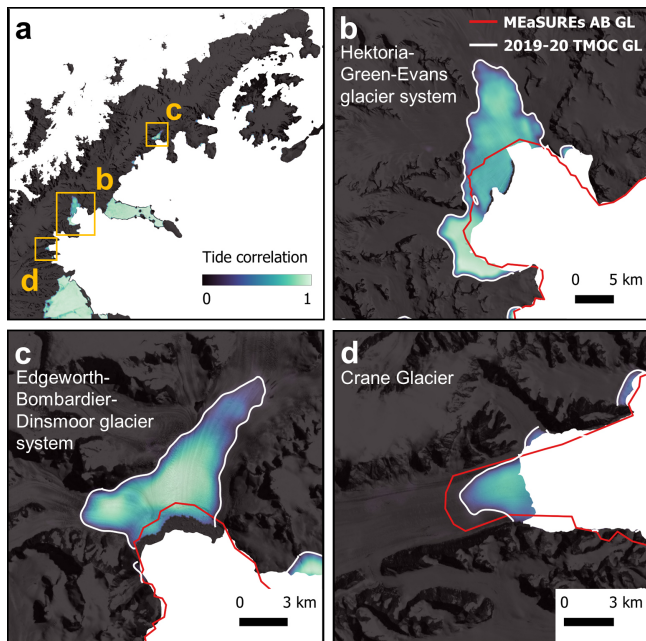 a
c
b
d
Tide correlation
0
1
b
MEaSUREs AB GL
2019-20 TMOC GL
Hektoria-
Green-Evans
glacier system
0
5 km
c
Edgeworth-
Bombardier-
Dinsmoor glacier
system
0
3 km
d
Crane Glacier
0
3 km